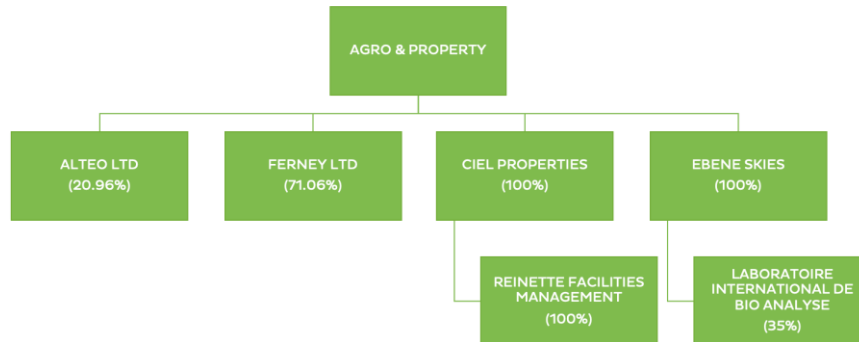 AGRO & PROPERTY
ALTEO LTD
(20.96%)
FERNEY LTD
(71.06%)
CIEL PROPERTIES
(100%)
EBENE SKIES
(100%)
REINETTE FACILITIES
MANAGEMENT
(100%)
LABORATOIRE
INTERNATIONAL DE
BIO ANALYSE
(35%)